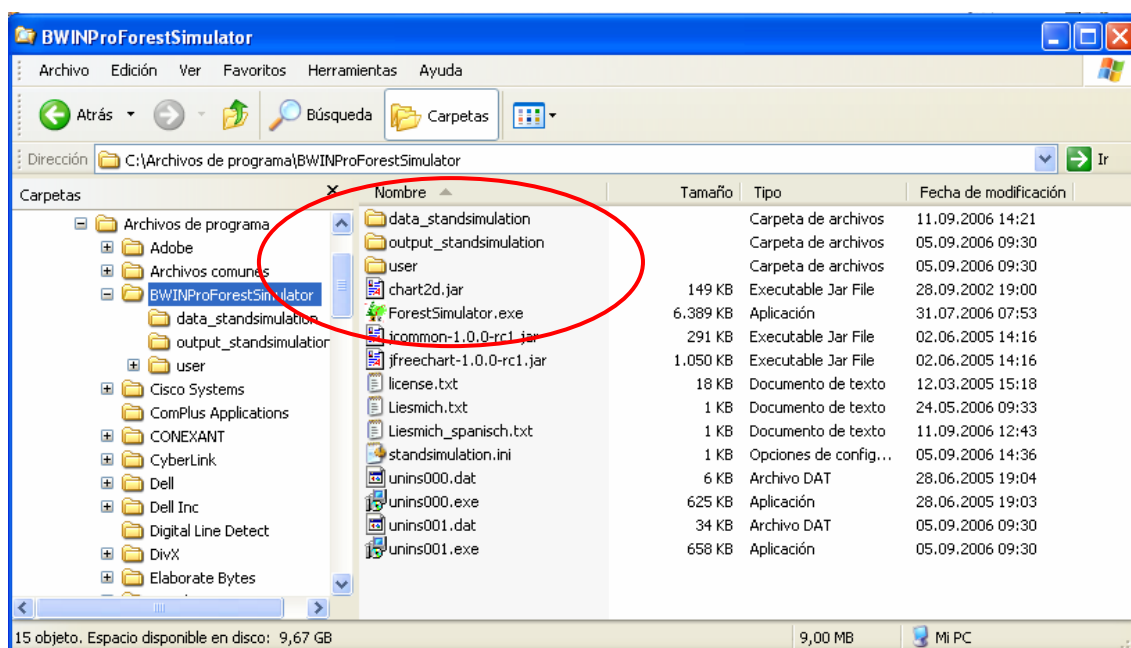 BWINProForestSimulator
Archivo Edición Ver Favoritos Herramientas Ayuda
Atrás Búsqueda Carpetas
Dirección C:\Archivos de programa\BWINProForestSimulator Ir
Carpetas X Nombre Tamaño Tipo Fecha de modificación
Archivos de programa data_standsimulation Carpeta de archivos 11.09.2006 14:21
Adobe output_standsimulation Carpeta de archivos 05.09.2006 09:30
Archivos comunes user Carpeta de archivos 05.09.2006 09:30
BWINProForestSimulator chart2d.jar 149 KB Executable Jar File 28.09.2002 19:00
data_standsimulation ForestSimulator.exe 6.389 KB Aplicación 31.07.2006 07:53
output_standsimulation jcommon-1.0.0-rc1.jar 291 KB Executable Jar File 02.06.2005 14:16
user jfreechart-1.0.0-rc1.jar 1.050 KB Executable Jar File 02.06.2005 14:16
Cisco Systems license.txt 18 KB Documento de texto 12.03.2005 15:18
ComPlus Applications Liesmich.txt 1 KB Documento de texto 24.05.2006 09:33
CONEXANT Liesmich_spanisch.txt 1 KB Documento de texto 11.09.2006 12:43
CyberLink standsimulation.ini 1 KB Opciones de config... 05.09.2006 14:36
Dell unins000.dat 6 KB Archivo DAT 28.06.2005 19:04
Dell Inc unins000.exe 625 KB Aplicación 28.06.2005 19:03
Digital Line Detect unins001.dat 34 KB Archivo DAT 05.09.2006 09:30
DivX unins001.exe 658 KB Aplicación 05.09.2006 09:30
Elaborate Bytes
15 objeto. Espacio disponible en disco: 9,67 GB 9,00 MB Mi PC